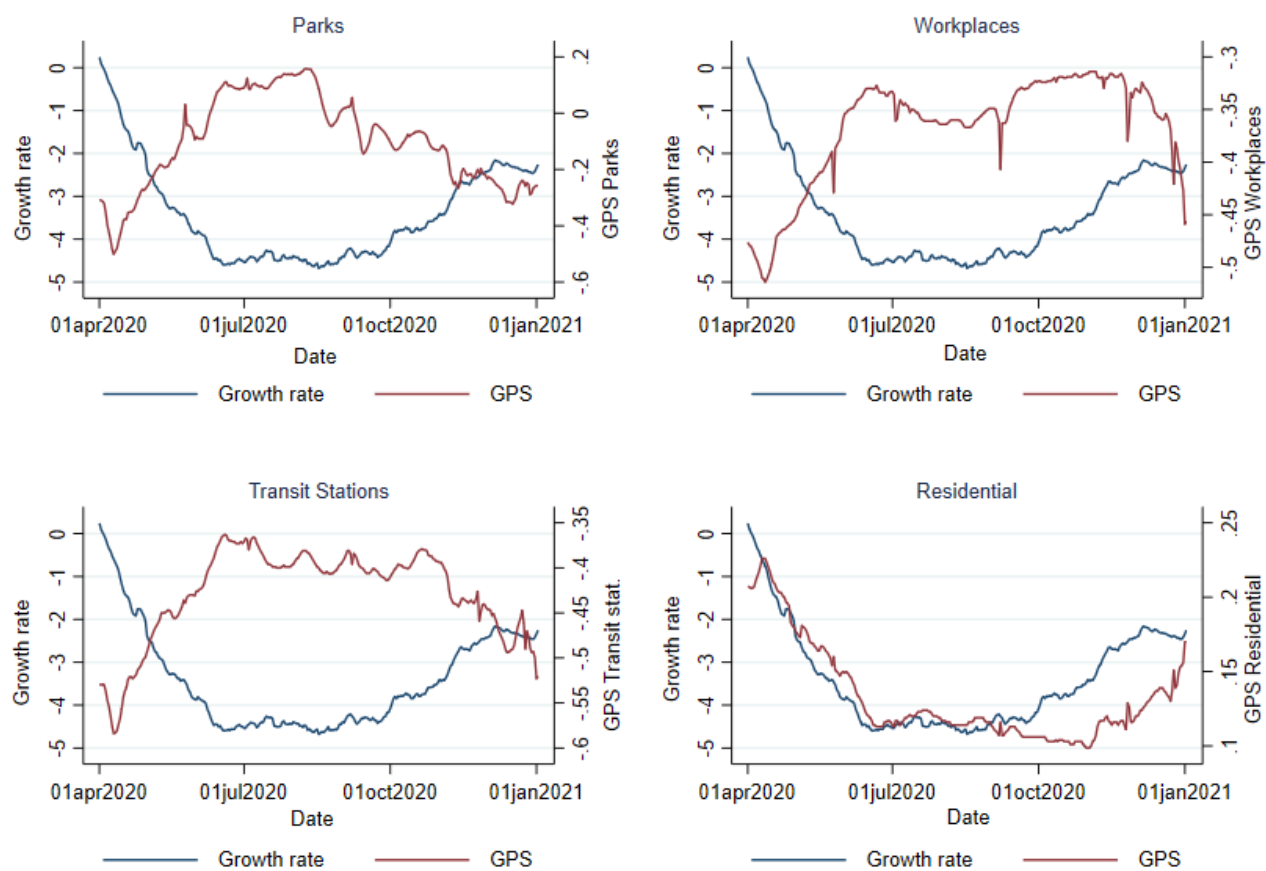 Parks
0
-1
-2
-3
-4
-5
Growth rate
.2
0
-.2
-.4
-.6
GPS Parks
01apr2020 01jul2020 01oct2020 01jan2021
Date
Growth rate GPS
Workplaces
0
-1
-2
-3
-4
-5
Growth rate
-.3
-.35
-.4
-.45
-.5
GPS Workplaces
01apr2020 01jul2020 01oct2020 01jan2021
Date
Growth rate GPS
Transit Stations
0
-1
-2
-3
-4
-5
Growth rate
-.35
-.4
-.45
-.5
-.55
-.6
GPS Transit stat.
01apr2020 01jul2020 01oct2020 01jan2021
Date
Growth rate GPS
Residential
0
-1
-2
-3
-4
-5
Growth rate
.25
.2
.15
.1
GPS Residential
01apr2020 01jul2020 01oct2020 01jan2021
Date
Growth rate GPS